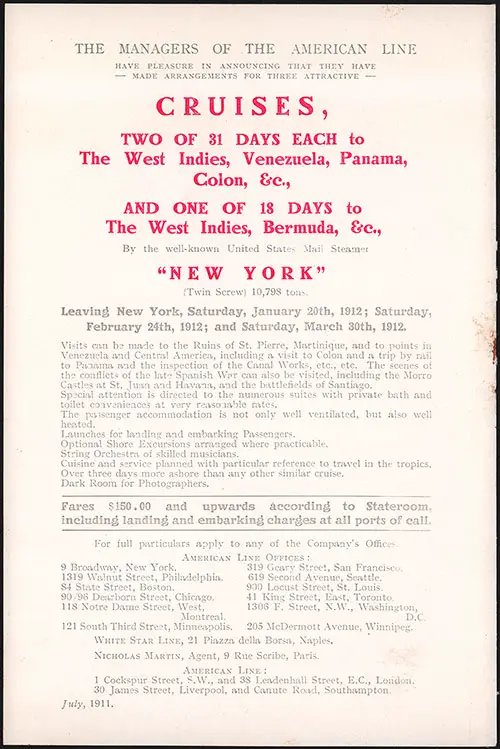 THE MANAGERS OF THE AMERICAN LINE
HAVE PLEASURE IN ANNOUNCING THAT THEY HAVE
— MADE ARRANGEMENTS FOR THREE ATTRACTIVE —
CRUISES,
TWO OF 31 DAYS EACH to
The West Indies, Venezuela, Panama,
Colon, &c.,
AND ONE OF 18 DAYS to
The West Indies, Bermuda, &c.,
By the well-known United States Mail Steamer
“NEW YORK”
(Twin Screw) 10,798 tons.
Leaving New York, Saturday, January 20th, 1912; Saturday,
February 24th, 1912; and Saturday, March 30th, 1912.
Visits can be made to the Ruins of St. Pierre, Martinique, and to points in
Venezuela and Central America, including a visit to Colon and a trip by rail
to Panama and the inspection of the Canal Works, etc., etc. The scenes of
the conflicts of the late Spanish War can also be visited, including the Morro
Castles at St. Juan and Havana, and the battlefields of Santiago.
Special attention is directed to the numerous suites with private bath and
toilet conveniences at very reasonable rates.
The passenger accommodation is not only well ventilated, but also well
heated.
Launches for landing and embarking Passengers.
Optional Shore Excursions arranged where practicable.
String Orchestra of skilled musicians.
Cuisine and service planned with particular reference to travel in the tropics.
Over three days more ashore than any other similar cruise.
Dark Room for Photographers.
Fares $150.00 and upwards according to Stateroom,
including landing and embarking charges at all ports of call.
For full particulars apply to any of the Company's Offices.
AMERICAN LINE OFFICES:
9 Broadway, New York. 319 Geary Street, San Francisco.
1319 Walnut Street, Philadelphia. 619 Second Avenue, Seattle.
84 State Street, Boston. 900 Locust Street, St. Louis.
90/96 Dearborn Street, Chicago. 41 King Street, East, Toronto.
118 Notre Dame Street, West, 1306 F. Street, N.W., Washington,
Montreal. D.C.
121 South Third Street, Minneapolis. 205 McDermott Avenue, Winnipeg.
WHITE STAR LINE, 21 Piazza della Borsa, Naples.
NICHOLAS MARTIN, Agent, 9 Rue Scribe, Paris.
AMERICAN LINE:
1 Cockspur Street, S.W., and 38 Leadenhall Street, E.C., London.
30 James Street, Liverpool, and Canute Road, Southampton.
July, 1911.